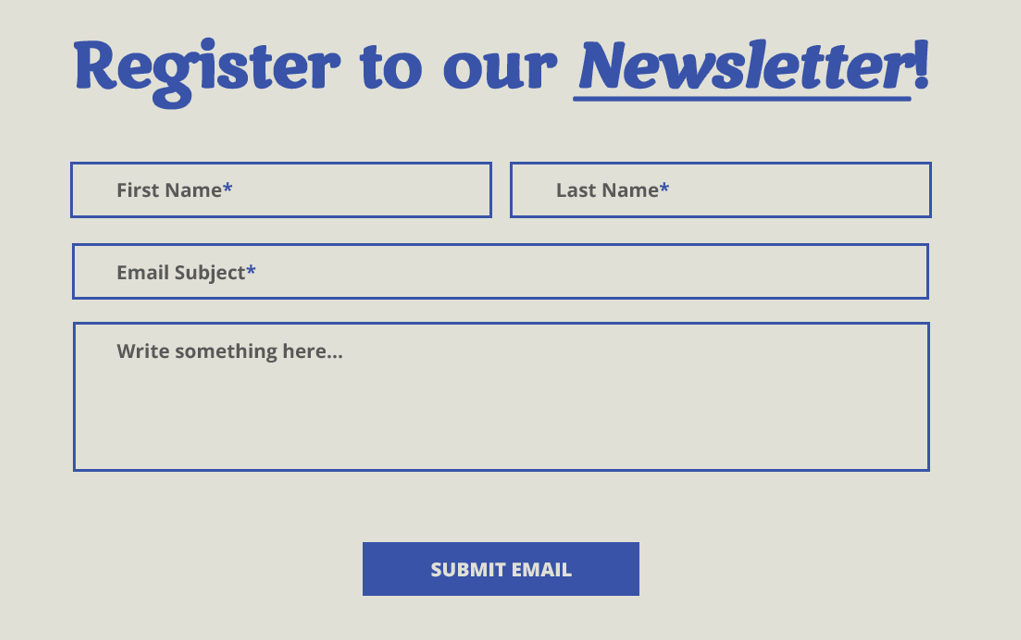 Register to our Newsletter!
First Name* Last Name*
Email Subject*
Write something here...
SUBMIT EMAIL